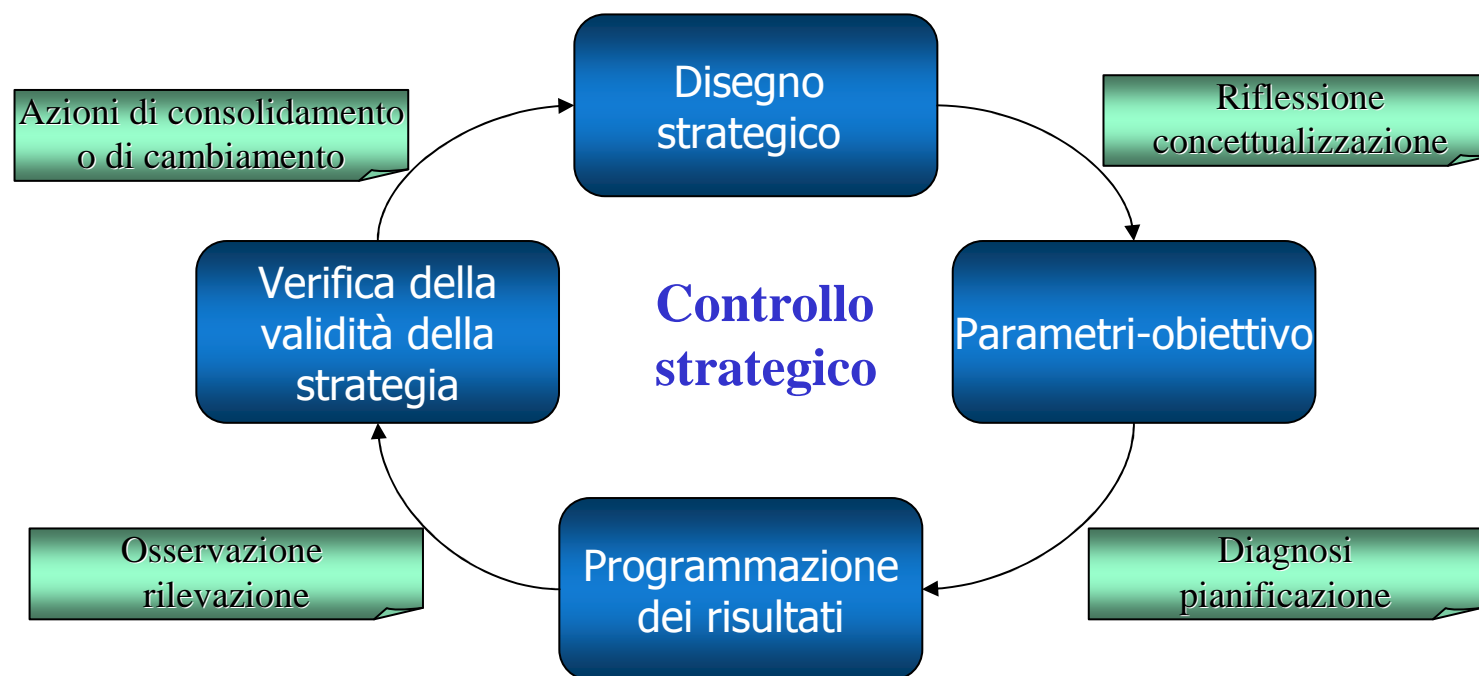 Disegno
strategico
Azioni di consolidamento
o di cambiamento
Riflessione
concettualizzazione
Verifica della
validità della
strategia
Controllo
strategico
Parametri-obiettivo
Osservazione
rilevazione
Programmazione
dei risultati
Diagnosi
pianificazione